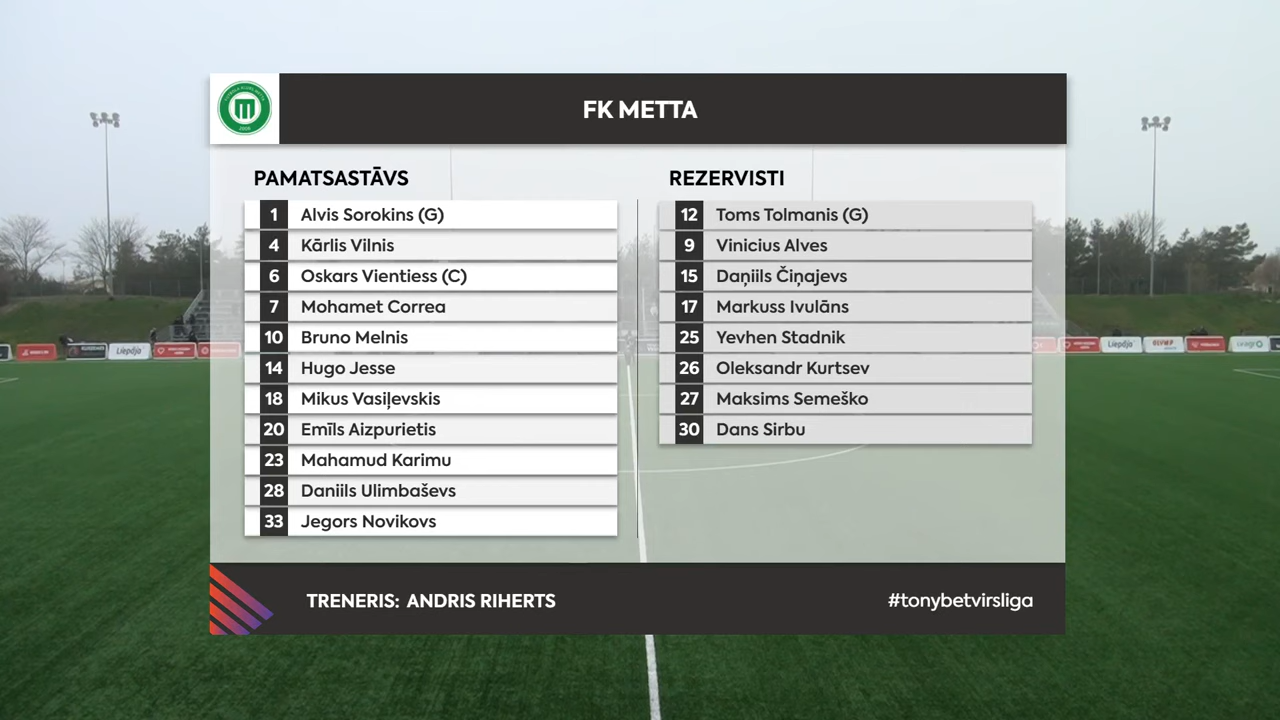 FK METTA
PAMATSASTĀVS
1 Alvis Sorokins (G)
4 Kārlis Vilnis
6 Oskars Vientiess (C)
7 Mohamet Correa
10 Bruno Melnis
14 Hugo Jesse
18 Mikus Vasiļevskis
20 Emīls Aizpurietis
23 Mahamud Karimu
28 Daniils Ulimbaševs
33 Jegors Novikovs
REZERVISTI
12 Toms Tolmanis (G)
9 Vinicius Alves
15 Daņiils Čiņajevs
17 Markuss Ivulāns
25 Yevhen Stadnik
26 Oleksandr Kurtsev
27 Maksims Semeško
30 Dans Sirbu
TRENERIS: ANDRIS RIHERTS
#tonybetvirsliga
Liepāja
Liepāja
OLYMP